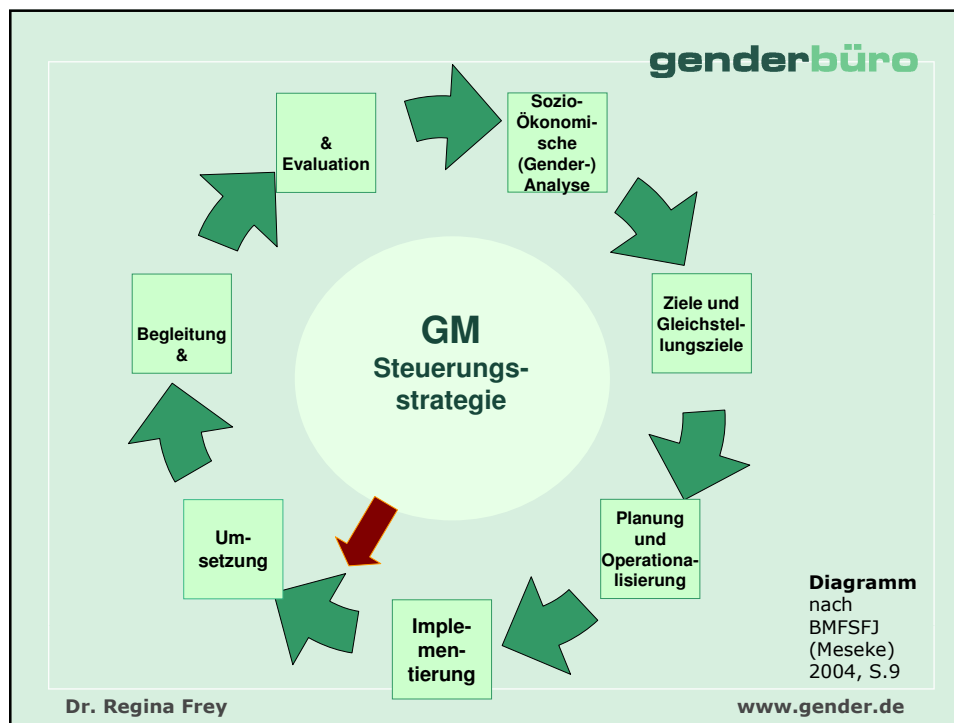 genderbüro
Sozio-
Ökonomi-
sche
(Gender-)
Analyse
Ziele und
Gleichstel-
lungsziele
Planung
und
Operationa-
lisierung
Imple-
men-
tierung
Um-
setzung
Begleitung
&
&
Evaluation
GM
Steuerungs-
strategie
Diagramm
nach
BMFSFJ
(Meseke)
2004, S.9
Dr. Regina Frey
www.gender.de